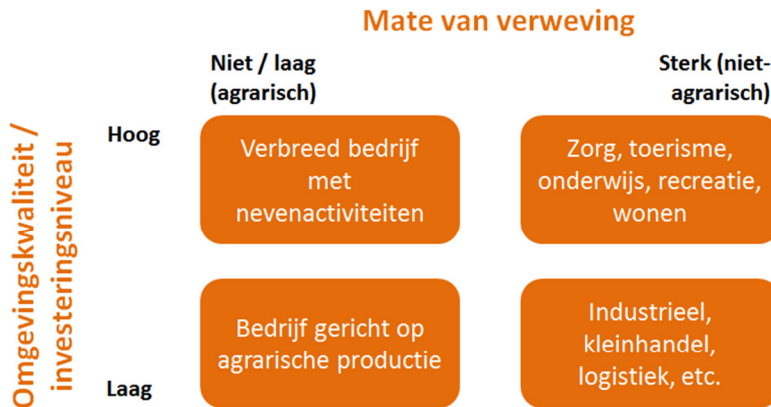 Mate van verweving
Niet / laag
(agrarisch)
Sterk (niet-
agrarisch)
Omgevingskwaliteit /
investeringsniveau
Hoog
Verbreed bedrijf
met
nevenactiviteiten
Zorg, toerisme,
onderwijs, recreatie,
wonen
Laag
Bedrijf gericht op
agrarische productie
Industrieel,
kleinhandel,
logistiek, etc.